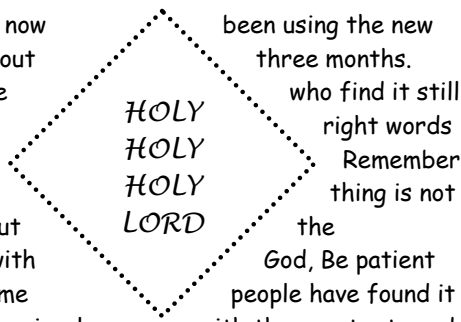 now been using the new
out three months.
e who find it still
HOLY
right words
HOLY
Remember
HOLY
thing is not
LORD
ut the
with God, Be patient
me people have found it